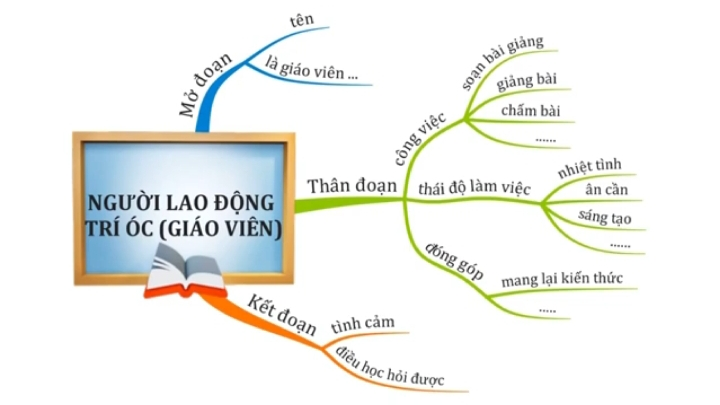 NGƯỜI LAO ĐỘNG
TRÍ ÓC (GIÁO VIÊN)
Mở đoạn
tên
là giáo viên ...
Thân đoạn
công việc
soạn bài giảng
giảng bài
chấm bài
......
thái độ làm việc
nhiệt tình
ân cần
sáng tạo
......
đóng góp
mang lại kiến thức
.....
Kết đoạn
tình cảm
điều học hỏi được